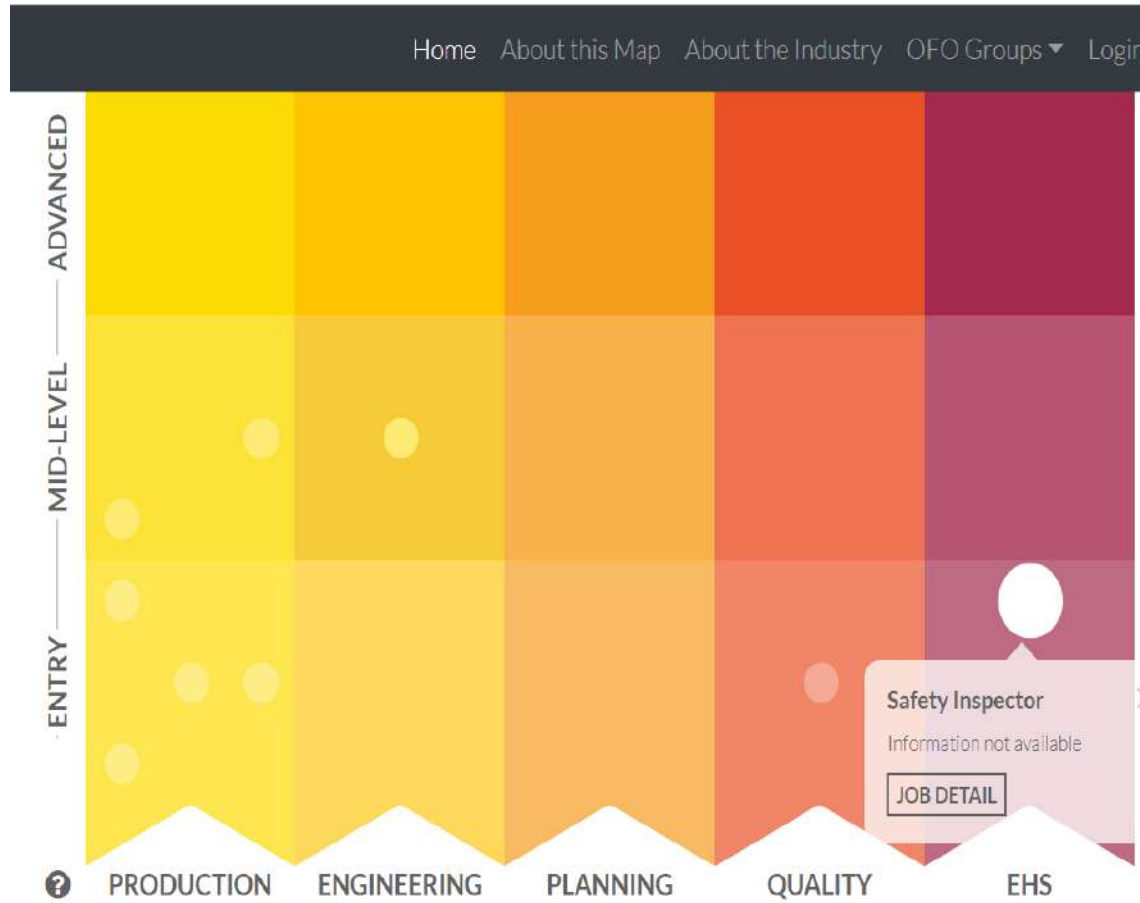 Home About this Map About the Industry OFO Groups Login
ADVANCED
MID-LEVEL
ENTRY
Safety Inspector
Information not available
JOB DETAIL
PRODUCTION ENGINEERING PLANNING QUALITY EHS